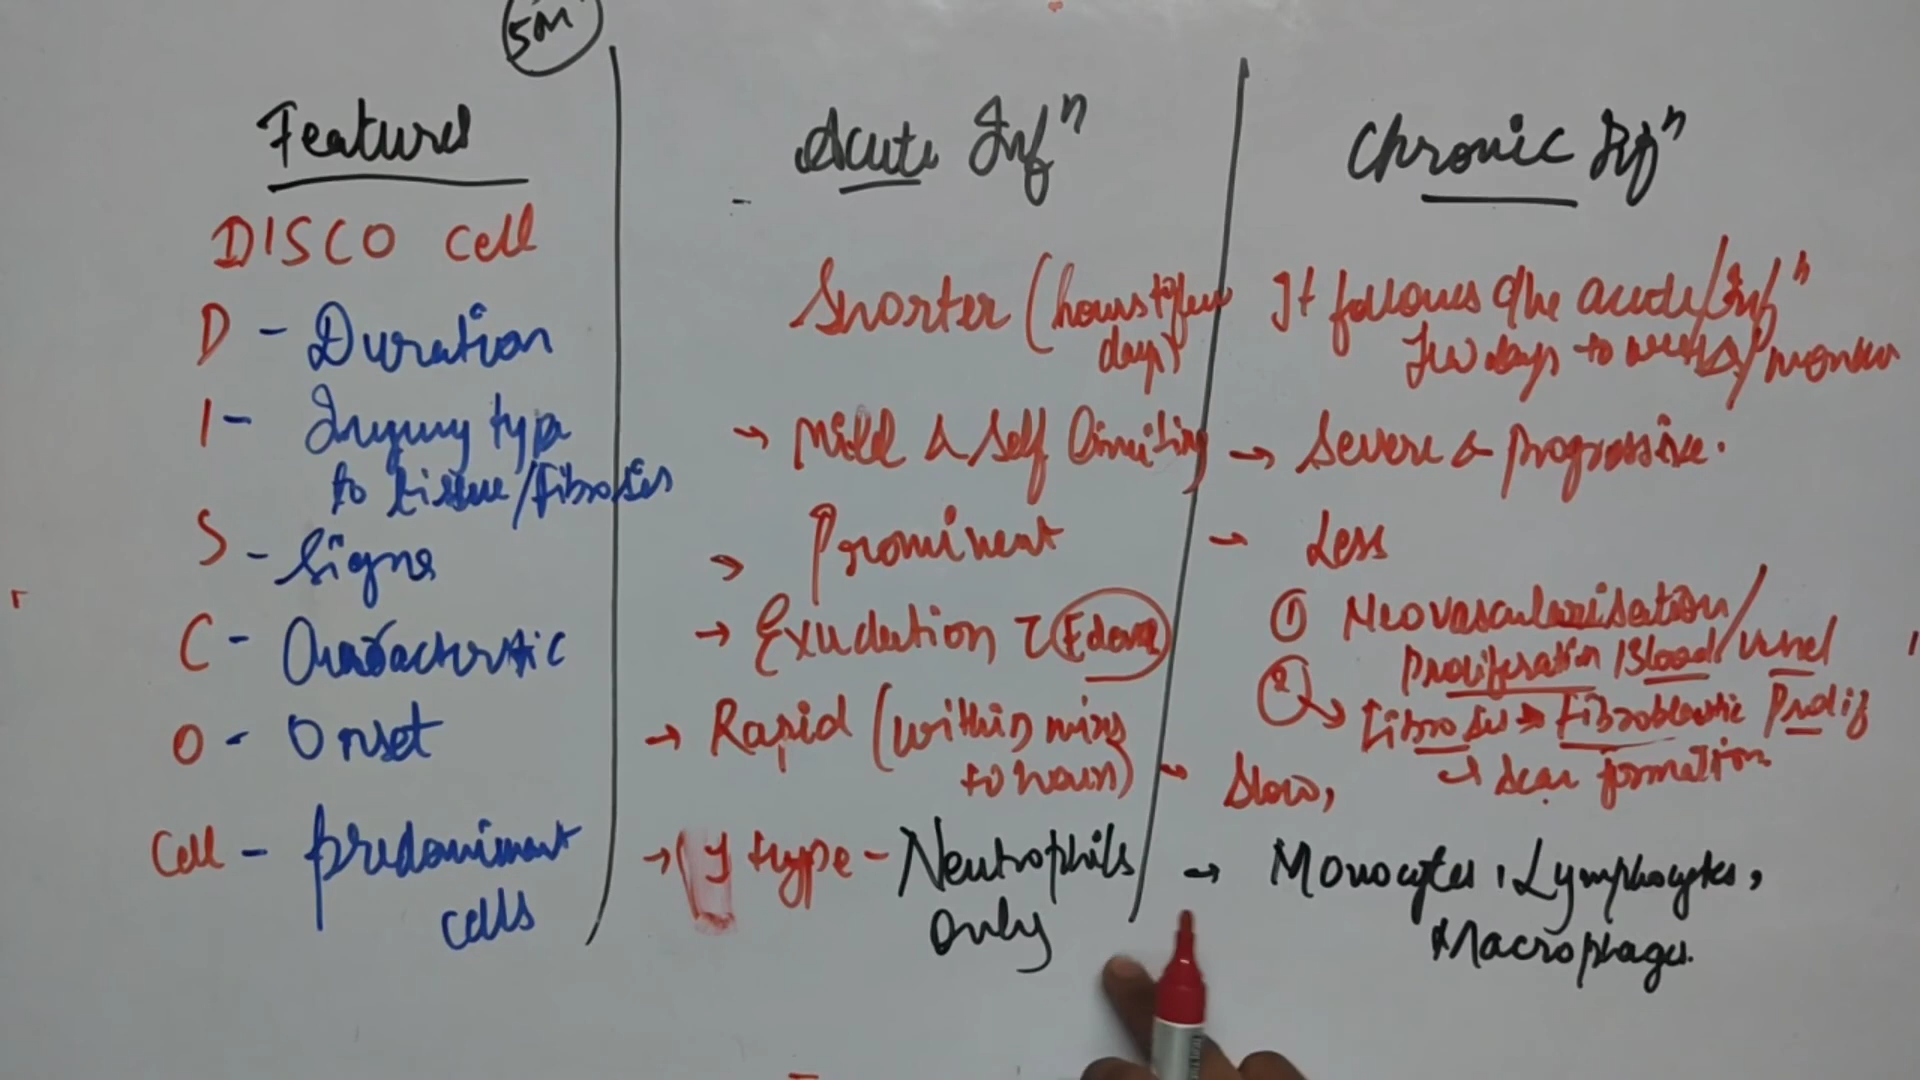 5M
Features
Acute Infⁿ
Chronic Infⁿ
DISCO cell
D - Duration
Shorter (hours to few
days)
It follows the acute Infⁿ
Few days to weeks/months
I - Injury type
to tissue/Fibrosis
→ Mild & Self limiting
→ Severe & progressive.
S - Signs
→ Prominent
→ Less
C - Characteristic
→ Exudation c Edema
① Neovascularisation/
Proliferation Blood Vessel
② → Fibrosis → Fibroblastic Prolif
→ Scar formation
O - Onset
→ Rapid (within mins
to hours)
→ Slow,
Cell - predominant
cells
→ 1 type - Neutrophils
Only
→ Monocytes, Lymphocytes,
Macrophages.